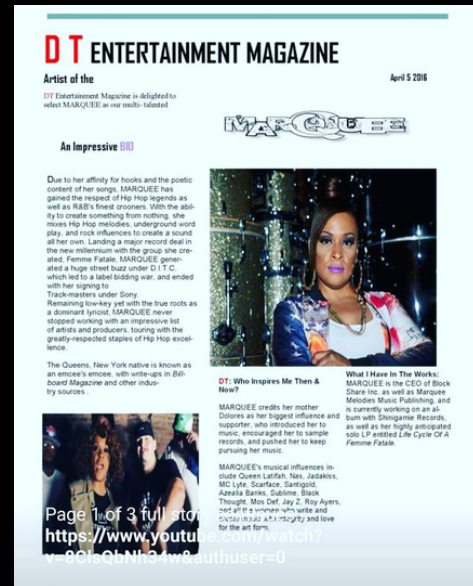 D T ENTERTAINMENT MAGAZINE
Artist of the
April 5 2016
DT Entertainment Magazine is delighted to
select MARQUEE as our multi- talented
MARQUEE
An Impressive BIO
Due to her affinity for hooks and the poetic
content of her songs, MARQUEE has
gained the respect of Hip Hop legends as
well as R&B's finest crooners. With the abil-
ity to create something from nothing, she
mixes Hip Hop melodies, underground word
play, and rock influences to create a sound
all her own. Landing a major record deal in
the new millennium with the group she cre-
ated, Femme Fatale, MARQUEE gener-
ated a huge street buzz under D.I.T.C.
which led to a label bidding war, and ended
with her signing to
Track-masters under Sony.
Remaining low-key yet with the true roots as
a dominant lyricist, MARQUEE never
stopped working with an impressive list
of artists and producers, touring with the
greatly-respected staples of Hip Hop excel-
lence.
The Queens, New York native is known as
an emcee's emcee, with write-ups in Bill-
board Magazine and other indus-
try sources .
DT: Who Inspires Me Then &
Now?
MARQUEE credits her mother
Dolores as her biggest influence and
supporter, who introduced her to
music, encouraged her to sample
records, and pushed her to keep
pursuing her music.
MARQUEE's musical influences in-
clude Queen Latifah, Nas, Jadakiss,
MC Lyte, Scarface, Santigold,
Azealia Banks, Sublime, Black
Thought, Mos Def, Jay Z, Roy Ayers,
and all the women who write and
create music with integrity and love
for the art form.
What I Have In The Works:
MARQUEE is the CEO of Block
Share Inc. as well as Marquee
Melodies Music Publishing, and
is currently working on an al-
bum with Shinigamie Records,
as well as her highly anticipated
solo LP entitled Life Cycle Of A
Femme Fatale.
Page 1 of 3 full
https://www.youtube.com/watch?
v=8ClsQbNh34w&authuser=0